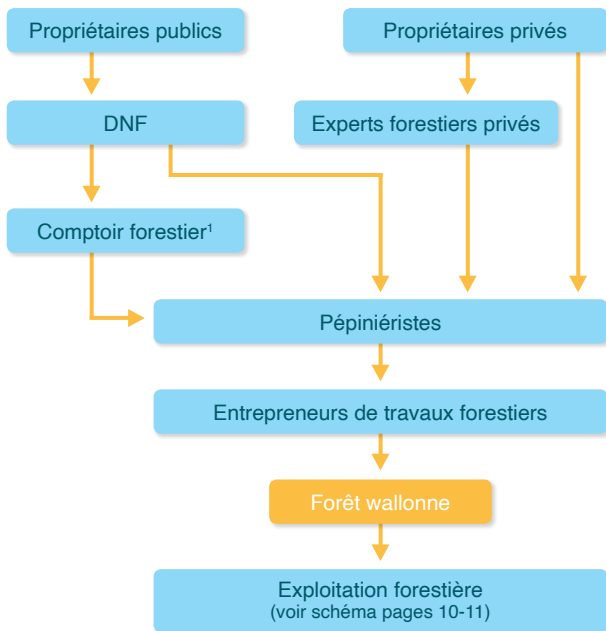 Propriétaires publics
Propriétaires privés
DNF
Experts forestiers privés
Comptoir forestier¹
Pépiniéristes
Entrepreneurs de travaux forestiers
Forêt wallonne
Exploitation forestière
(voir schéma pages 10-11)